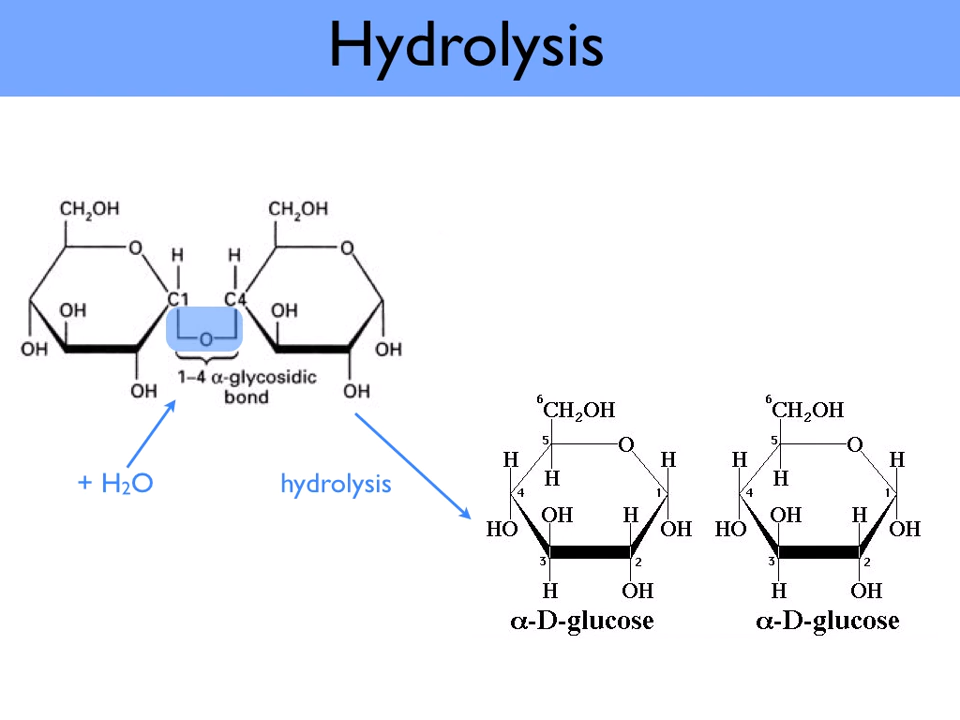 Hydrolysis
CH₂OH CH₂OH
O H H O
C1 C4
OH OH
O
OH OH
1–4 α-glycosidic
bond
OH OH
+ H₂O hydrolysis
⁶CH₂OH ⁶CH₂OH
5 O 5 O
H H H H
H H
4 1 4 1
HO OH H OH HO OH H OH
3 2 3 2
H OH H OH
α-D-glucose α-D-glucose